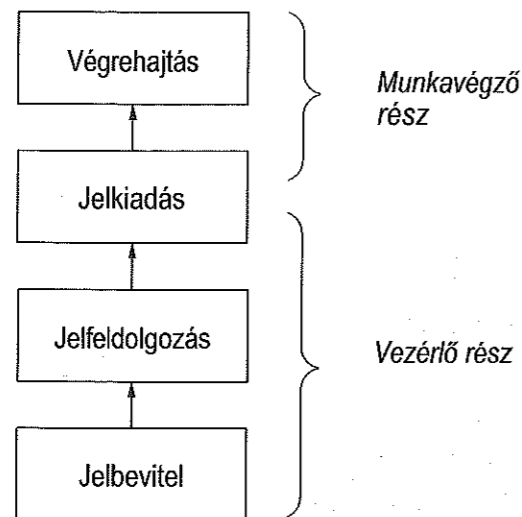 Végrehajtás
Munkavégző
rész
Jelkiadás
Jelfeldolgozás
Vezérlő rész
Jelbevitel